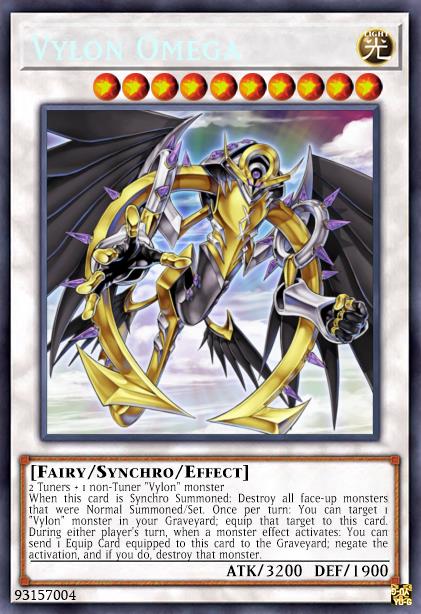 Vylon Omega
LIGHT
光
[Fairy/Synchro/Effect]
2 Tuners + 1 non-Tuner "Vylon" monster
When this card is Synchro Summoned: Destroy all face-up monsters
that were Normal Summoned/Set. Once per turn: You can target 1
"Vylon" monster in your Graveyard; equip that target to this card.
During either player's turn, when a monster effect activates: You can
send 1 Equip Card equipped to this card to the Graveyard; negate the
activation, and if you do, destroy that monster.
ATK/3200 DEF/1900
93157004